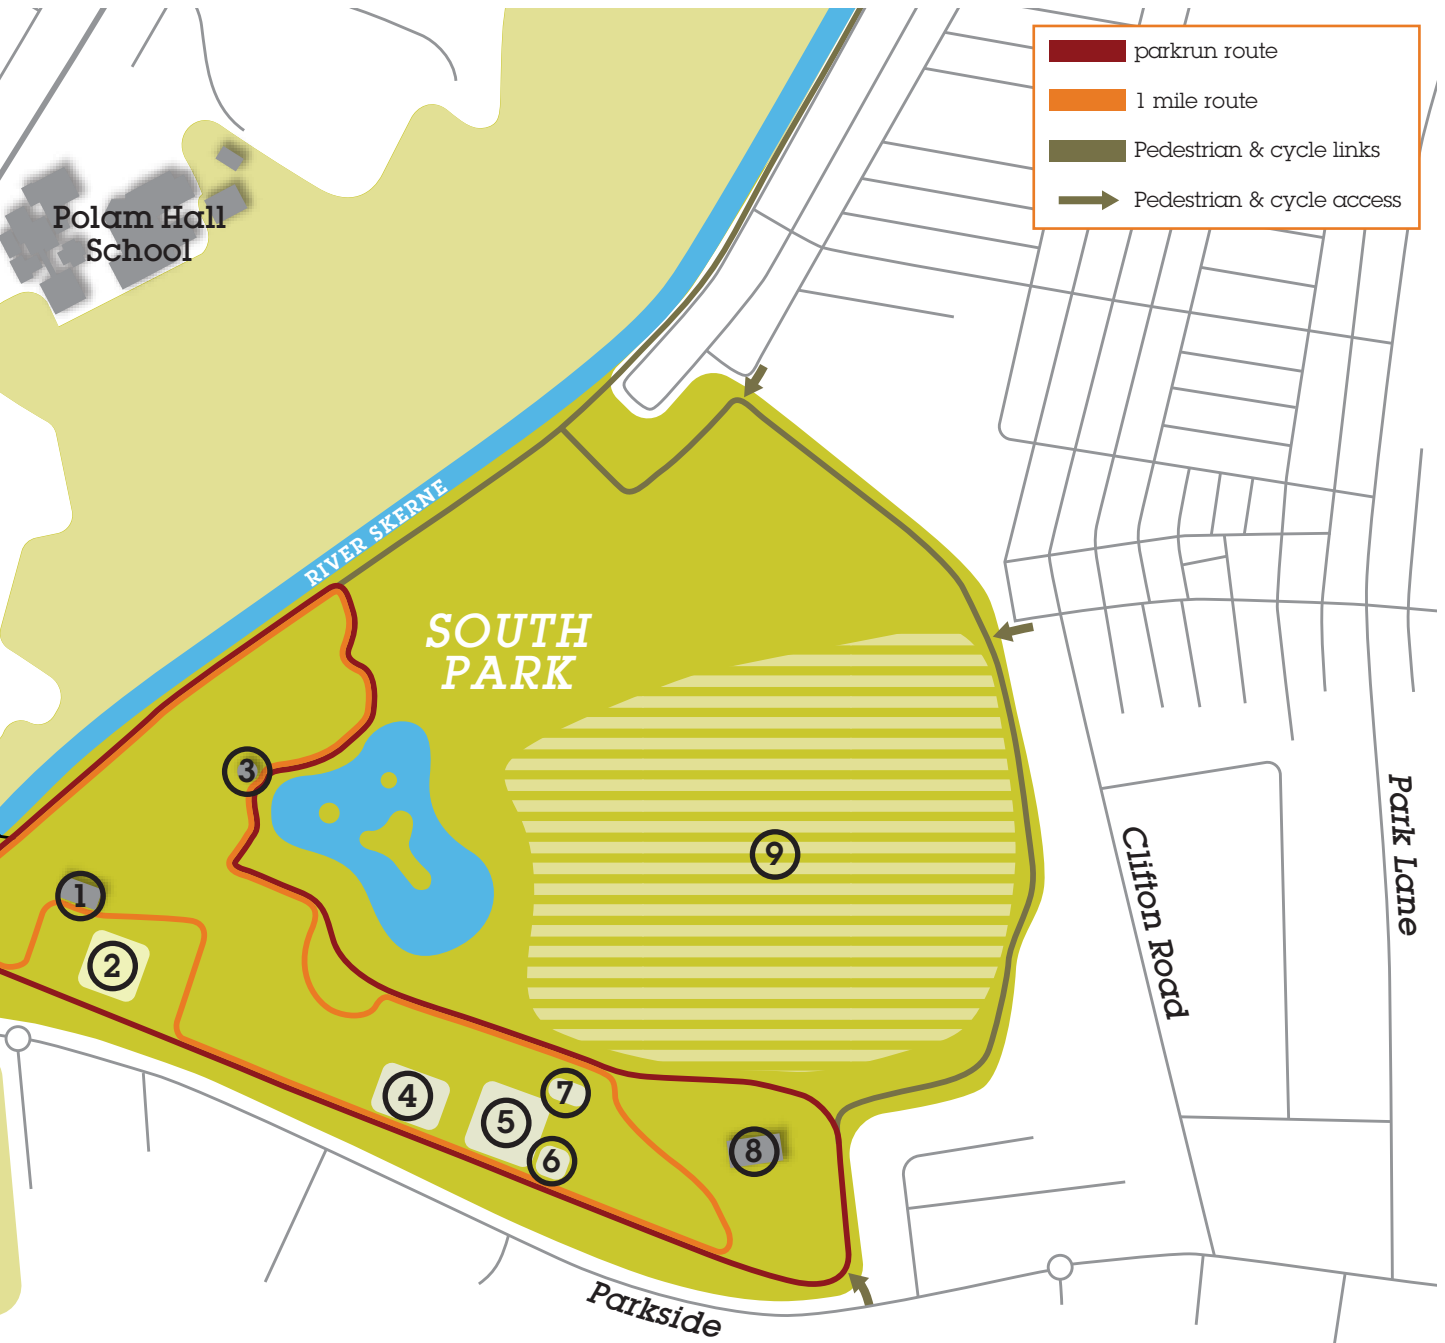 parkrun route
1 mile route
Pedestrian & cycle links
Pedestrian & cycle access
Polam Hall
School
RIVER SKERNE
SOUTH
PARK
3
9
1
2
4
5
7
6
8
Clifton Road
Park Lane
Parkside